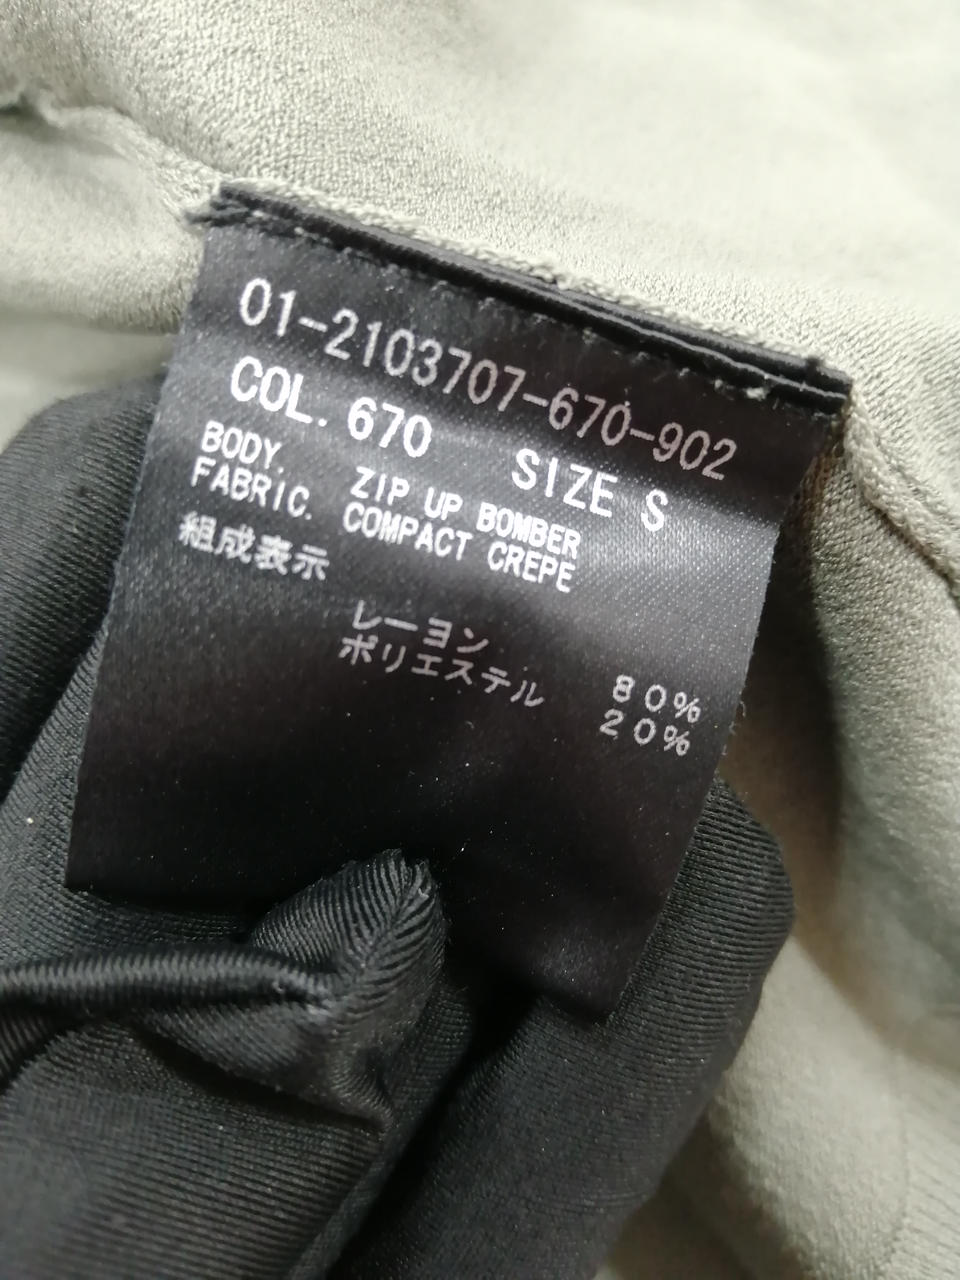 01-2103707-670-902
COL. 670 SIZE S
BODY. ZIP UP BOMBER
FABRIC. COMPACT CREPE
組成表示
レーヨン 80%
ポリエステル 20%